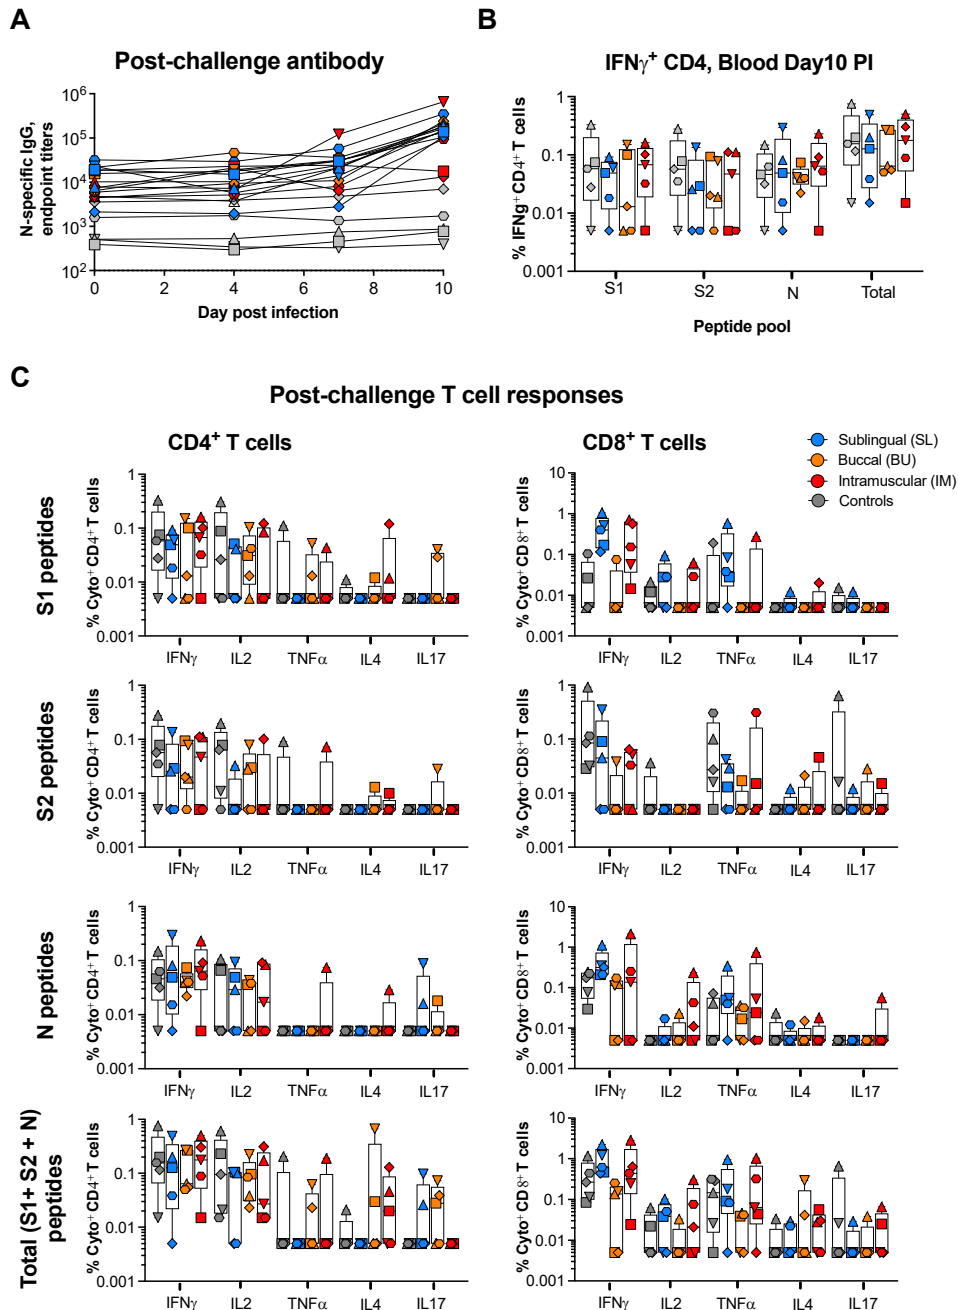 A
Post-challenge antibody
N-specific IgG,
endpoint titers
10⁶
10⁵
10⁴
10³
10²
0
2
4
6
8
10
Day post infection
B
IFNγ⁺ CD4, Blood Day10 PI
% IFNg⁺ CD4⁺ T cells
1
0.1
0.01
0.001
S1
S2
N
Total
Peptide pool
C
Post-challenge T cell responses
CD4⁺ T cells
CD8⁺ T cells
Sublingual (SL)
Buccal (BU)
Intramuscular (IM)
Controls
S1 peptides
% Cyto⁺ CD4⁺ T cells
1
0.1
0.01
0.001
IFNγ
IL2
TNFα
IL4
IL17
% Cyto⁺ CD8⁺ T cells
10
1
0.1
0.01
0.001
IFNγ
IL2
TNFα
IL4
IL17
S2 peptides
% Cyto⁺ CD4⁺ T cells
1
0.1
0.01
0.001
IFNγ
IL2
TNFα
IL4
IL17
% Cyto⁺ CD8⁺ T cells
1
0.1
0.01
0.001
IFNγ
IL2
TNFα
IL4
IL17
N peptides
% Cyto⁺ CD4⁺ T cells
1
0.1
0.01
0.001
IFNγ
IL2
TNFα
IL4
IL17
% Cyto⁺ CD8⁺ T cells
10
1
0.1
0.01
0.001
IFNγ
IL2
TNFα
IL4
IL17
Total (S1+ S2 + N)
peptides
% Cyto⁺ CD4⁺ T cells
1
0.1
0.01
0.001
IFNγ
IL2
TNFα
IL4
IL17
% Cyto⁺ CD8⁺ T cells
10
1
0.1
0.01
0.001
IFNγ
IL2
TNFα
IL4
IL17